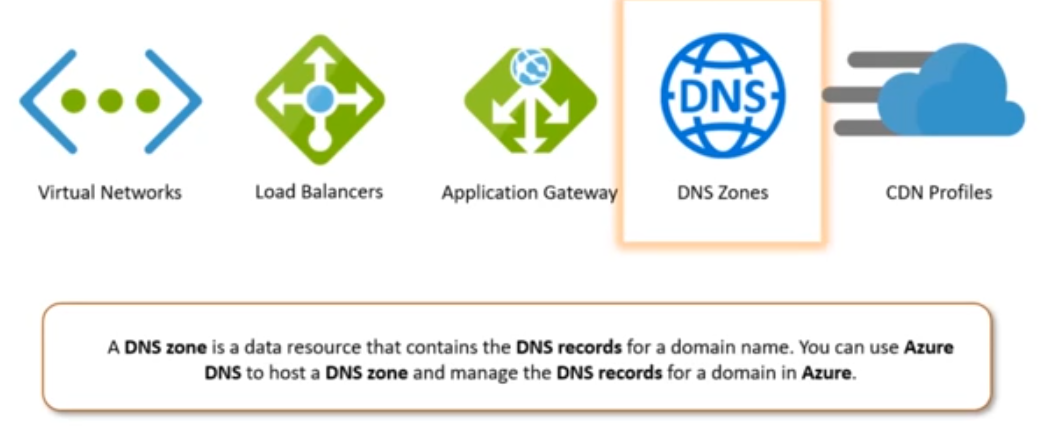 DNS
Virtual Networks
Load Balancers
Application Gateway
DNS Zones
CDN Profiles
A DNS zone is a data resource that contains the DNS records for a domain name. You can use Azure
DNS to host a DNS zone and manage the DNS records for a domain in Azure.